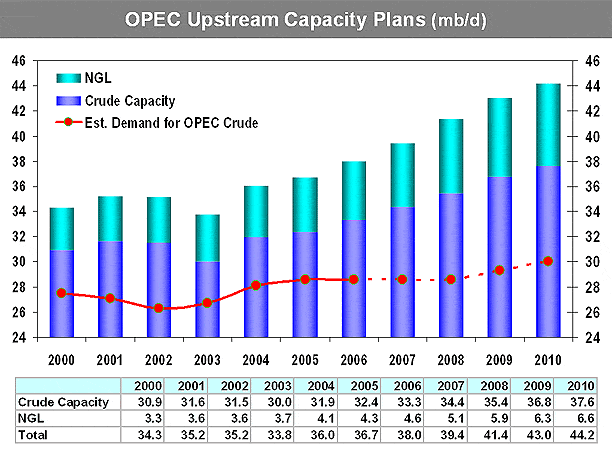 OPEC Upstream Capacity Plans (mb/d)
46 46
44 44
42 42
40 40
38 38
36 36
34 34
32 32
30 30
28 28
26 26
24 24
NGL
Crude Capacity
Est. Demand for OPEC Crude
2000 2001 2002 2003 2004 2005 2006 2007 2008 2009 2010
2000 2001 2002 2003 2004 2005 2006 2007 2008 2009 2010
Crude Capacity 30.9 31.6 31.5 30.0 31.9 32.4 33.3 34.4 35.4 36.8 37.6
NGL 3.3 3.6 3.6 3.7 4.1 4.3 4.6 5.1 5.9 6.3 6.6
Total 34.3 35.2 35.2 33.8 36.0 36.7 38.0 39.4 41.4 43.0 44.2